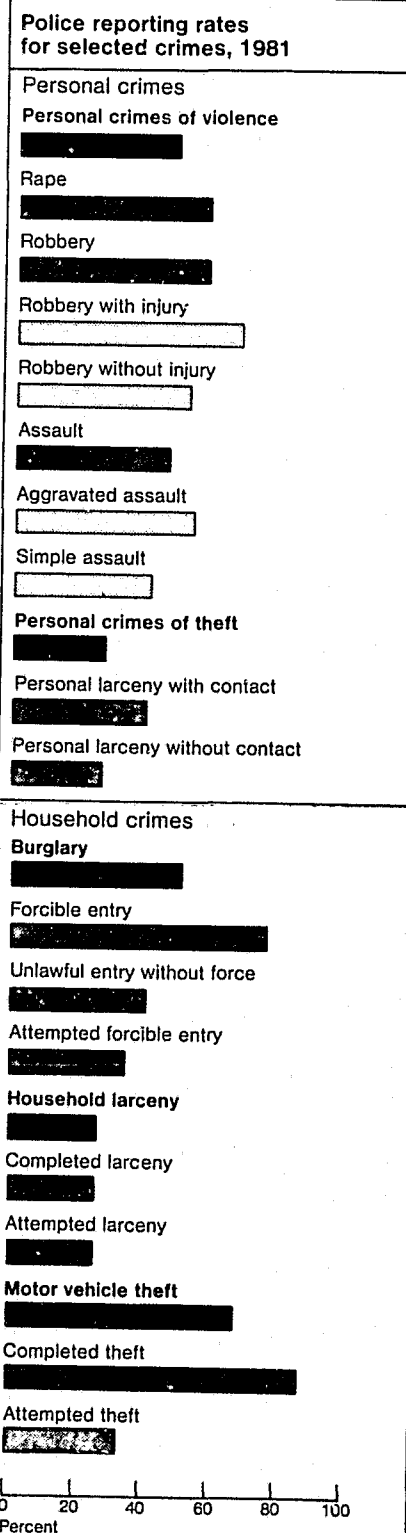 Police reporting rates
for selected crimes, 1981
Personal crimes
Personal crimes of violence
Rape
Robbery
Robbery with injury
Robbery without injury
Assault
Aggravated assault
Simple assault
Personal crimes of theft
Personal larceny with contact
Personal larceny without contact
Household crimes
Burglary
Forcible entry
Unlawful entry without force
Attempted forcible entry
Household larceny
Completed larceny
Attempted larceny
Motor vehicle theft
Completed theft
Attempted theft
0 20 40 60 80 100
Percent